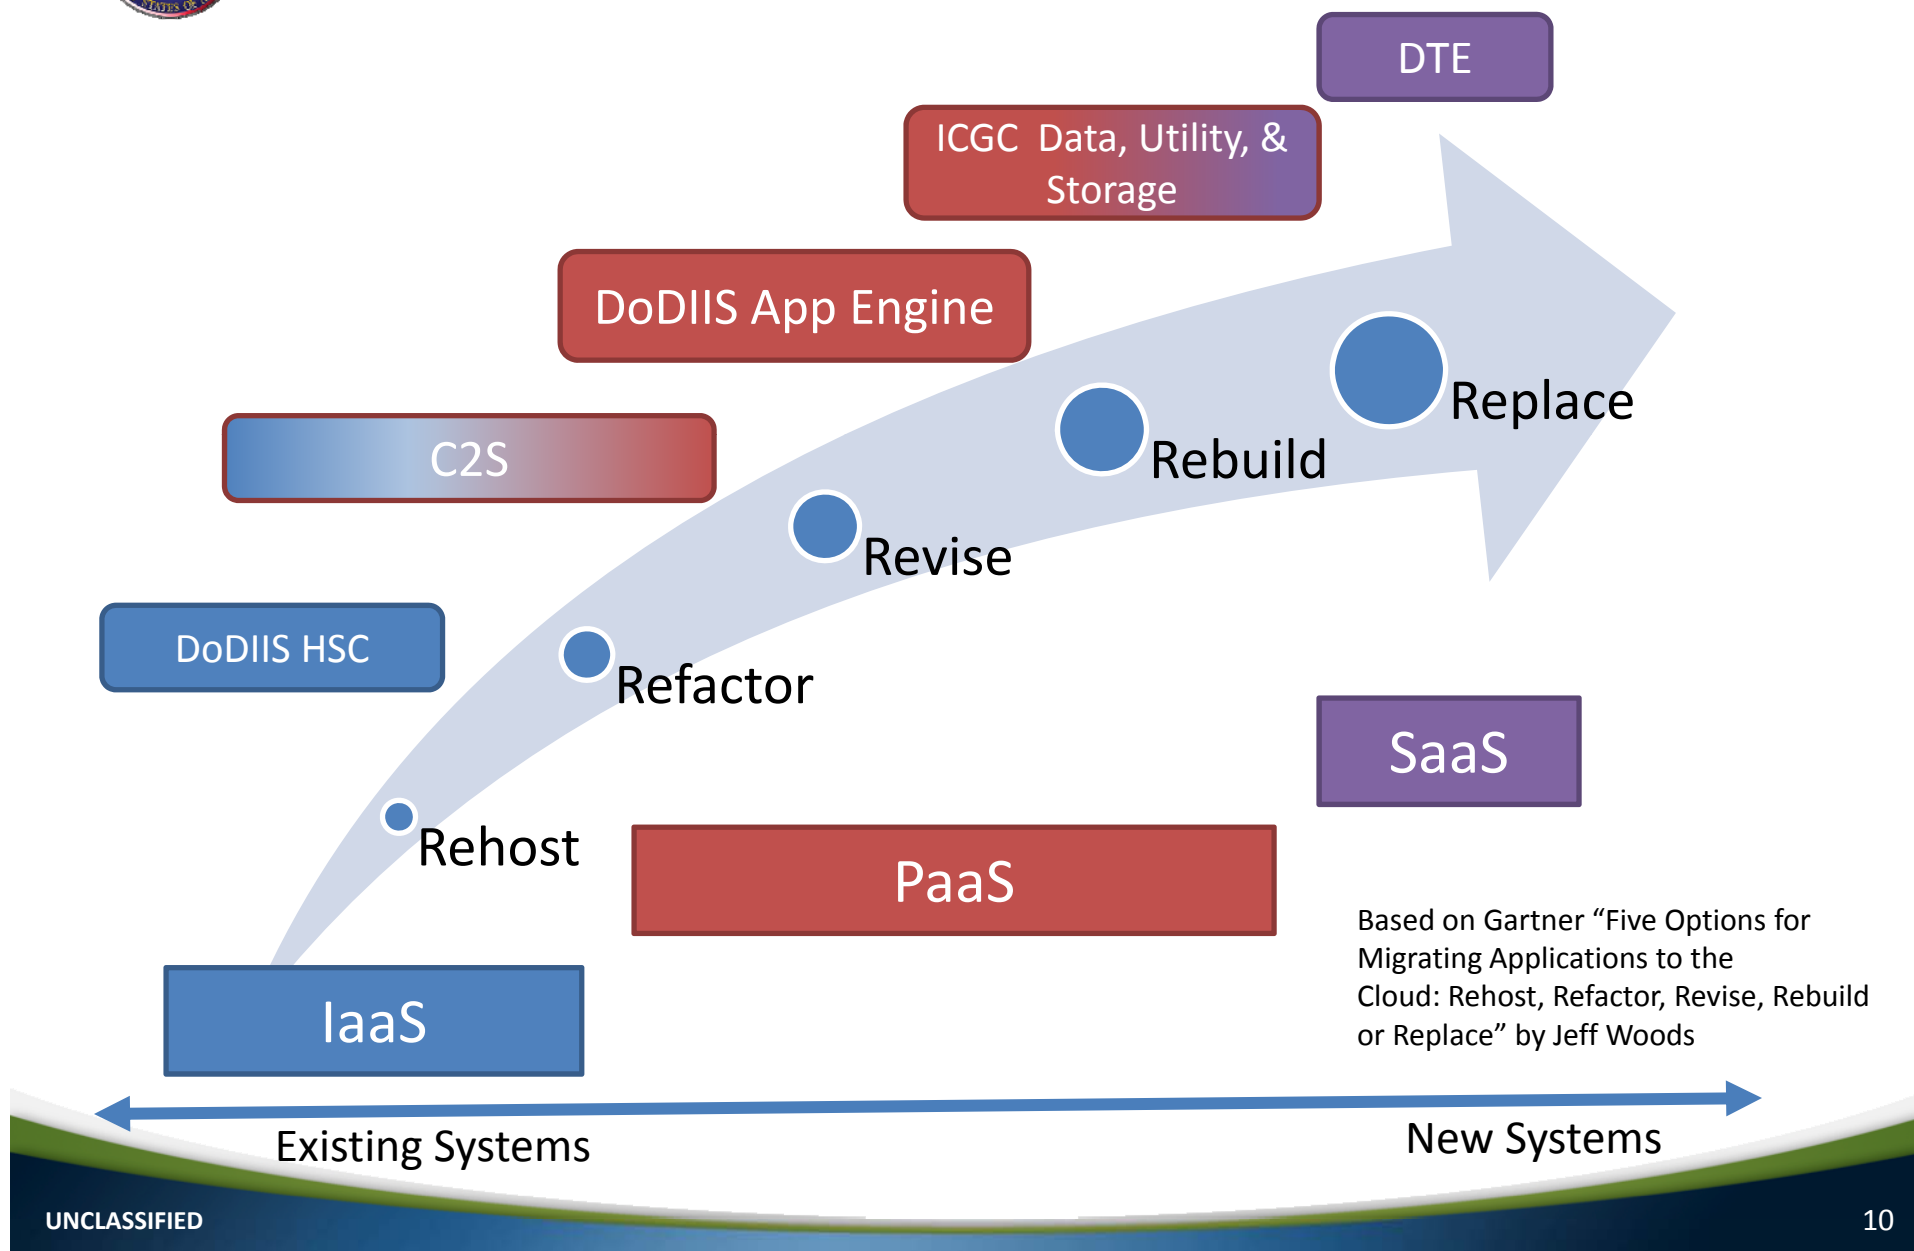 STATES OF
DTE
ICGC  Data, Utility, &
Storage
DoDIIS App Engine
C2S
DoDIIS HSC
Replace
Rebuild
Revise
Refactor
Rehost
SaaS
PaaS
IaaS
Based on Gartner “Five Options for
Migrating Applications to the
Cloud: Rehost, Refactor, Revise, Rebuild
or Replace” by Jeff Woods
Existing Systems
New Systems
UNCLASSIFIED
10